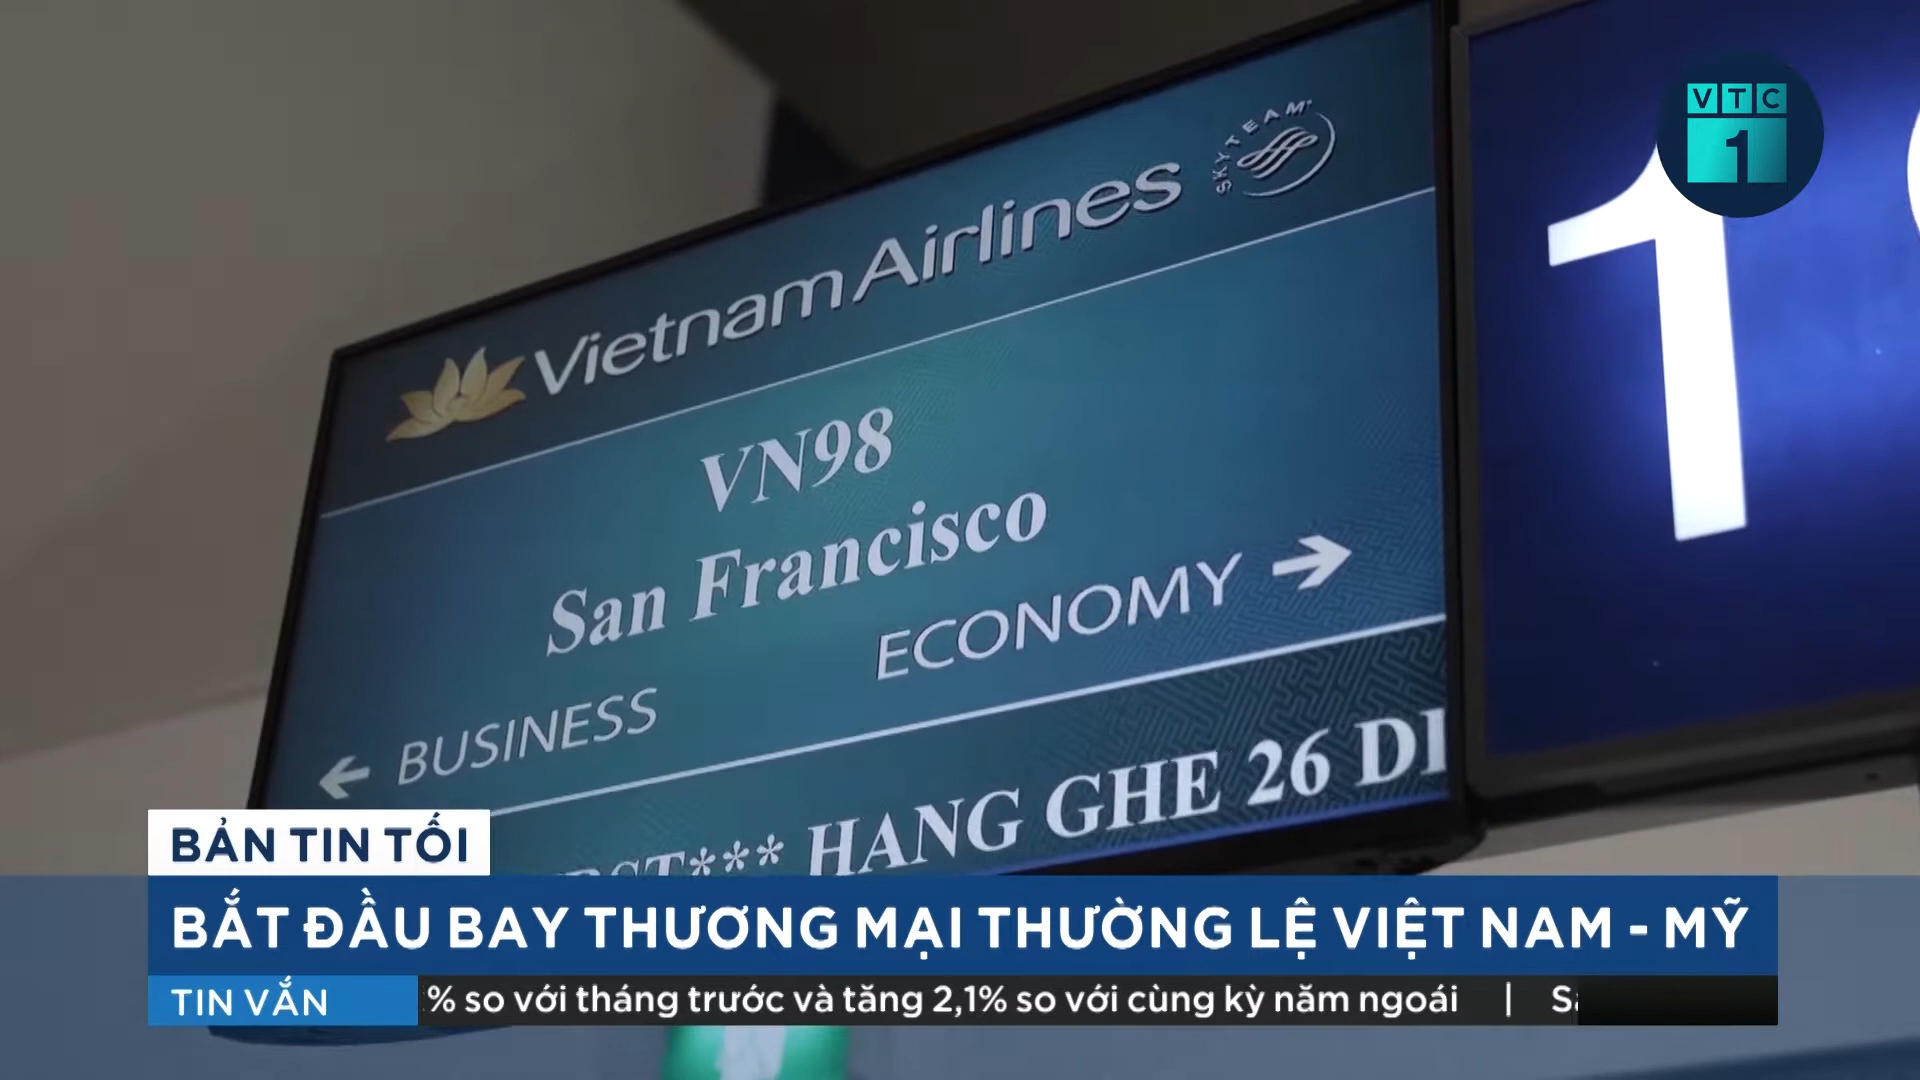 VTC
1
SKYTEAM
Vietnam Airlines
VN98
San Francisco
ECONOMY
BUSINESS
*** HANG GHE 26
1
BẢN TIN TỐI
BẮT ĐẦU BAY THƯƠNG MẠI THƯỜNG LỆ VIỆT NAM - MỸ
TIN VẮN
% so với tháng trước và tăng 2,1% so với cùng kỳ năm ngoái |